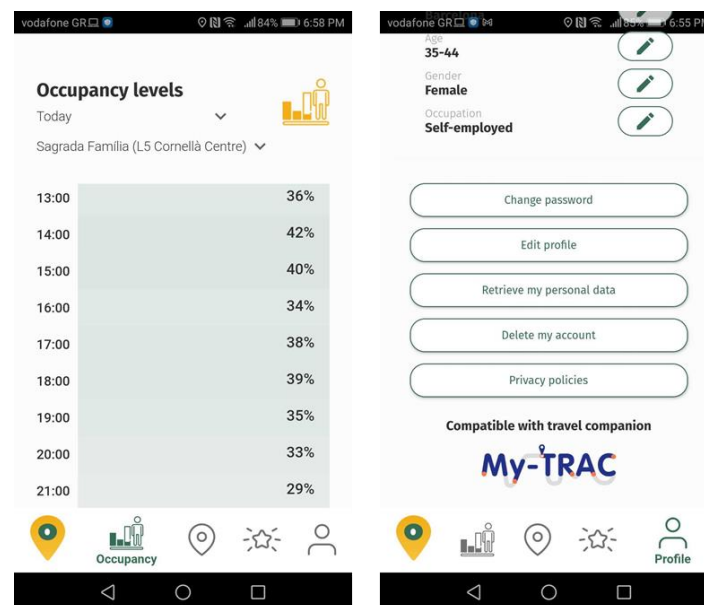 vodafone GR 84% 6:58 PM
Occupancy levels
Today
Sagrada Família (L5 Cornellà Centre)
13:00 36%
14:00 42%
15:00 40%
16:00 34%
17:00 38%
18:00 39%
19:00 35%
20:00 33%
21:00 29%
Occupancy
vodafone GR 85% 6:55 PM
Barcelona
Age
35-44
Gender
Female
Occupation
Self-employed
Change password
Edit profile
Retrieve my personal data
Delete my account
Privacy policies
Compatible with travel companion
My-TRAC
Profile